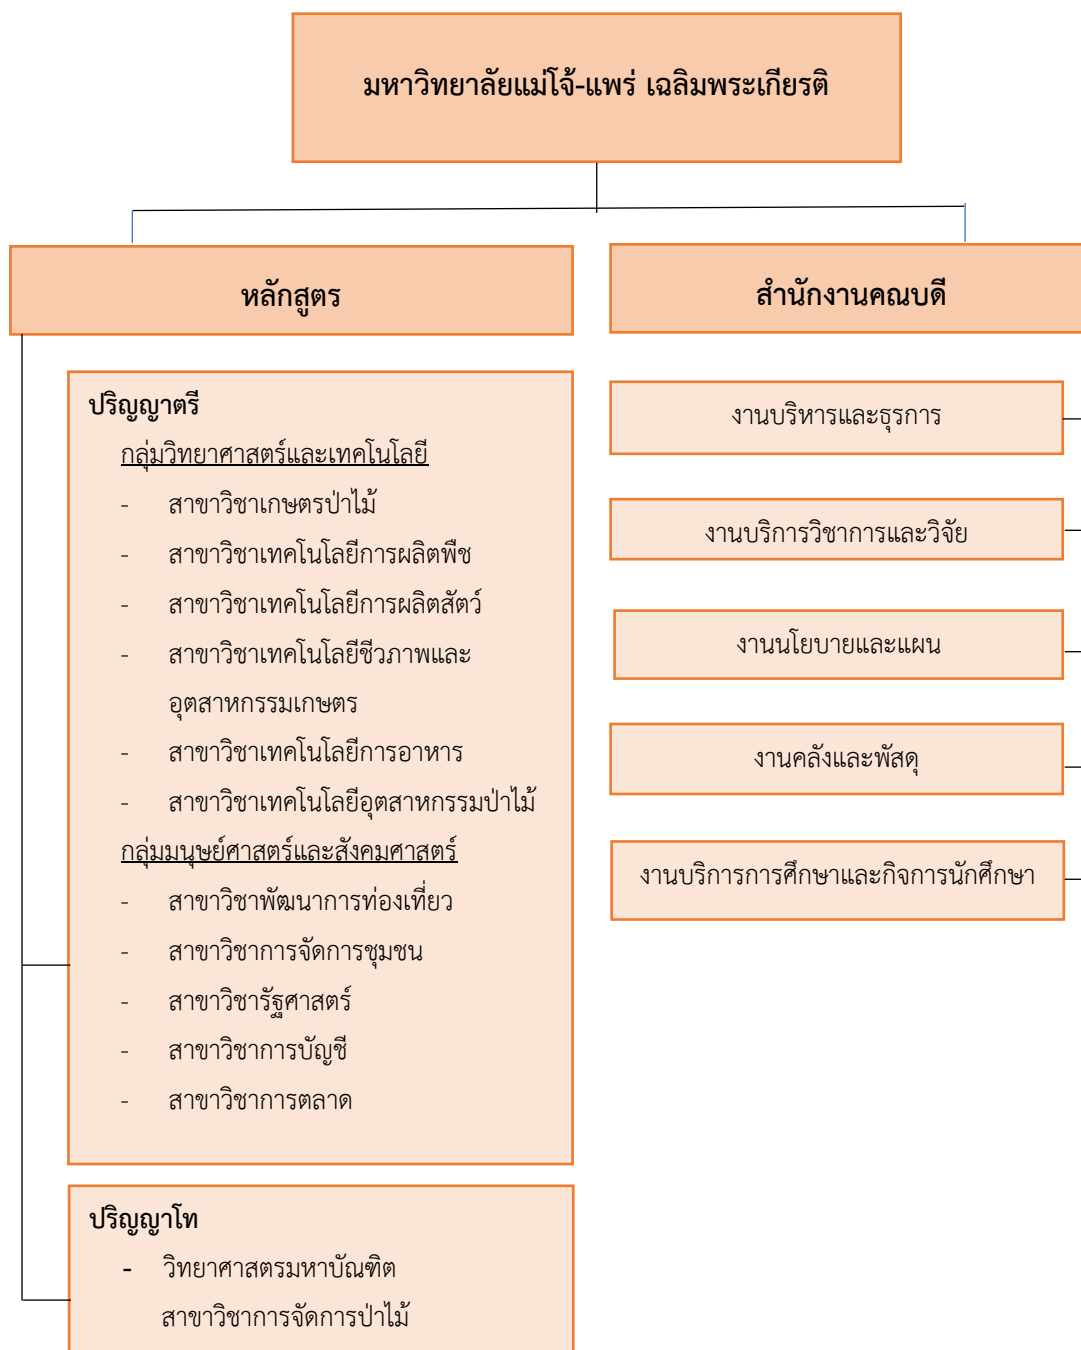 มหาวิทยาลัยแม่โจ้-แพร่ เฉลิมพระเกียรติ
หลักสูตร
ปริญญาตรี
กลุ่มวิทยาศาสตร์และเทคโนโลยี
- สาขาวิชาเกษตรป่าไม้
- สาขาวิชาเทคโนโลยีการผลิตพืช
- สาขาวิชาเทคโนโลยีการผลิตสัตว์
- สาขาวิชาเทคโนโลยีชีวภาพและ
อุตสาหกรรมเกษตร
- สาขาวิชาเทคโนโลยีการอาหาร
- สาขาวิชาเทคโนโลยีอุตสาหกรรมป่าไม้
กลุ่มมนุษย์ศาสตร์และสังคมศาสตร์
- สาขาวิชาพัฒนาการท่องเที่ยว
- สาขาวิชาการจัดการชุมชน
- สาขาวิชารัฐศาสตร์
- สาขาวิชาการบัญชี
- สาขาวิชาการตลาด
ปริญญาโท
- วิทยาศาสตรมหาบัณฑิต
สาขาวิชาการจัดการป่าไม้
สำนักงานคณบดี
งานบริหารและธุรการ
งานบริการวิชาการและวิจัย
งานนโยบายและแผน
งานคลังและพัสดุ
งานบริการการศึกษาและกิจการนักศึกษา